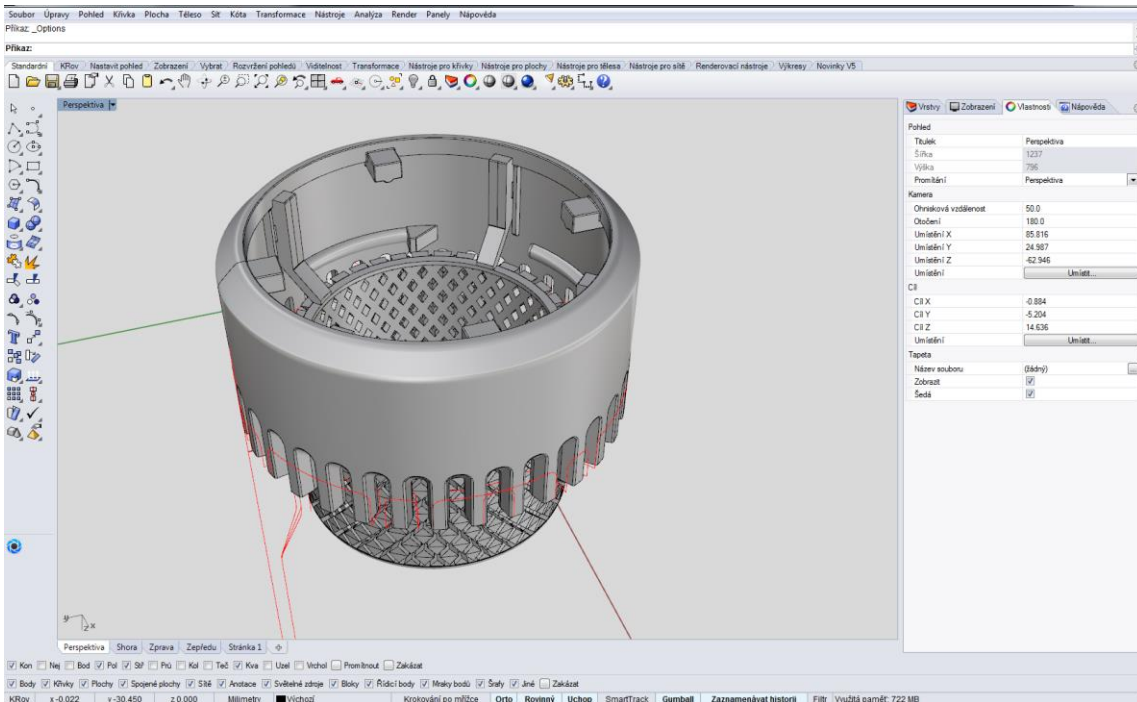 Soubor Úpravy Pohled Křivka Plocha Těleso Síť Kóta Transformace Nástroje Analýza Render Panely Nápověda
Příkaz: _Options
Příkaz:
Standardní KRov Nastavit pohled Zobrazení Vybrat Rozvržení pohledů Viditelnost Transformace Nástroje pro křivky Nástroje pro plochy Nástroje pro tělesa Nástroje pro sítě Renderovací nástroje Výkresy Novinky V5
Perspektiva
Vrstvy Zobrazení Vlastnosti Nápověda
Pohled
Titulek Perspektiva
Šířka 1237
Výška 796
Promítání Perspektiva
Kamera
Ohnisková vzdálenost 50.0
Otočení 180.0
Umístění X 85.816
Umístění Y 24.987
Umístění Z -62.946
Umístění Umístit...
Cíl
Cíl X -0.884
Cíl Y -5.204
Cíl Z 14.636
Umístění Umístit...
Tapeta
Název souboru (žádný) ...
Zobrazit
Šedá
y z x
Perspektiva Shora Zprava Zepředu Stránka 1
Kon Nej Bod Pol Stř Prů Kol Teč Kva Uzel Vrchol Promítnout Zakázat
Body Křivky Plochy Spojené plochy Sítě Anotace Světelné zdroje Bloky Řídicí body Mraky bodů Šrafy Jiné Zakázat
KRov x -0.022 y -30.450 z 0.000 Milimetry Výchozí Krokování po mřížce Orto Rovinný Uchop SmartTrack Gumball Zaznamenávat historii Filtr Využitá paměť: 722 MB